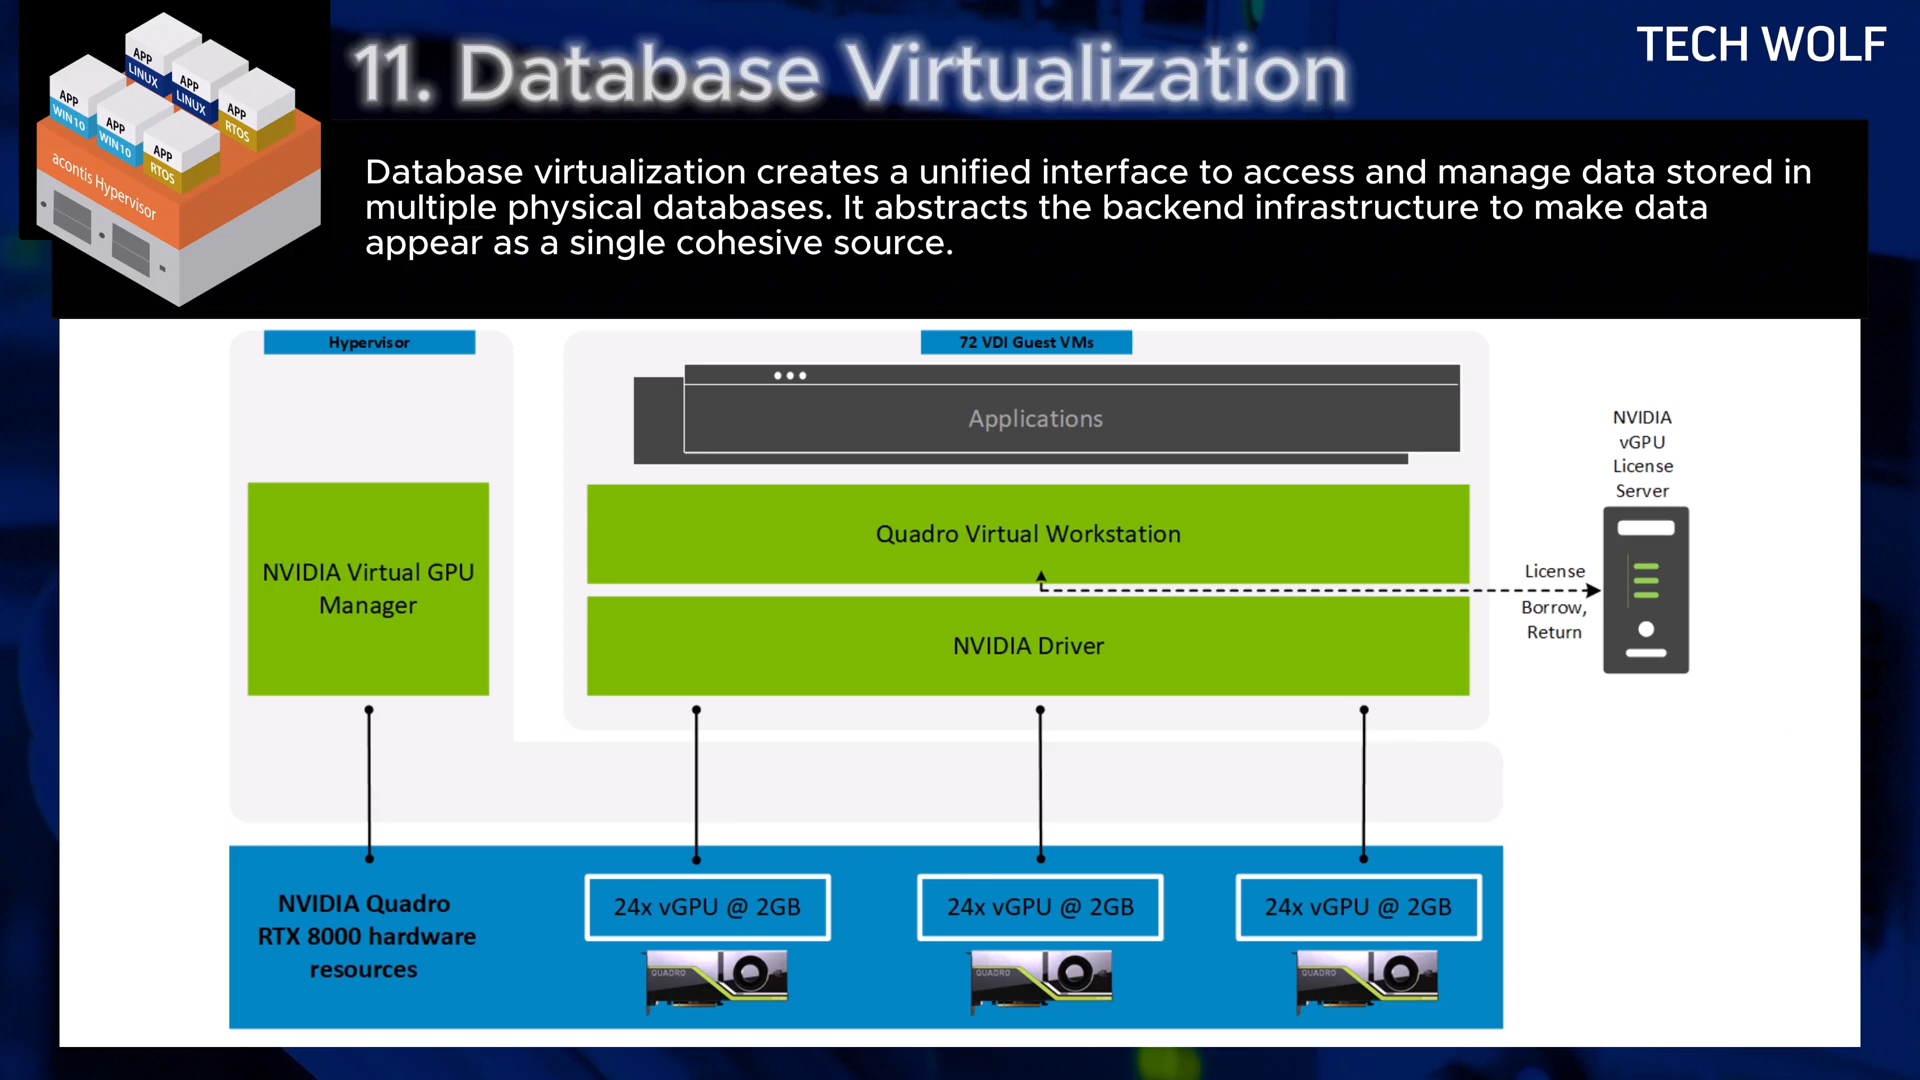 11. Database Virtualization
TECH WOLF
APP
LINUX
APP
LINUX
APP
RTOS
APP
WIN10
APP
WIN10
APP
RTOS
acontis Hypervisor
Database virtualization creates a unified interface to access and manage data stored in
multiple physical databases. It abstracts the backend infrastructure to make data
appear as a single cohesive source.
Hypervisor
72 VDI Guest VMs
Applications
NVIDIA
vGPU
License
Server
Quadro Virtual Workstation
NVIDIA Virtual GPU
Manager
License
Borrow,
Return
NVIDIA Driver
NVIDIA Quadro
RTX 8000 hardware
resources
24x vGPU @ 2GB
24x vGPU @ 2GB
24x vGPU @ 2GB
QUADRO
QUADRO
QUADRO